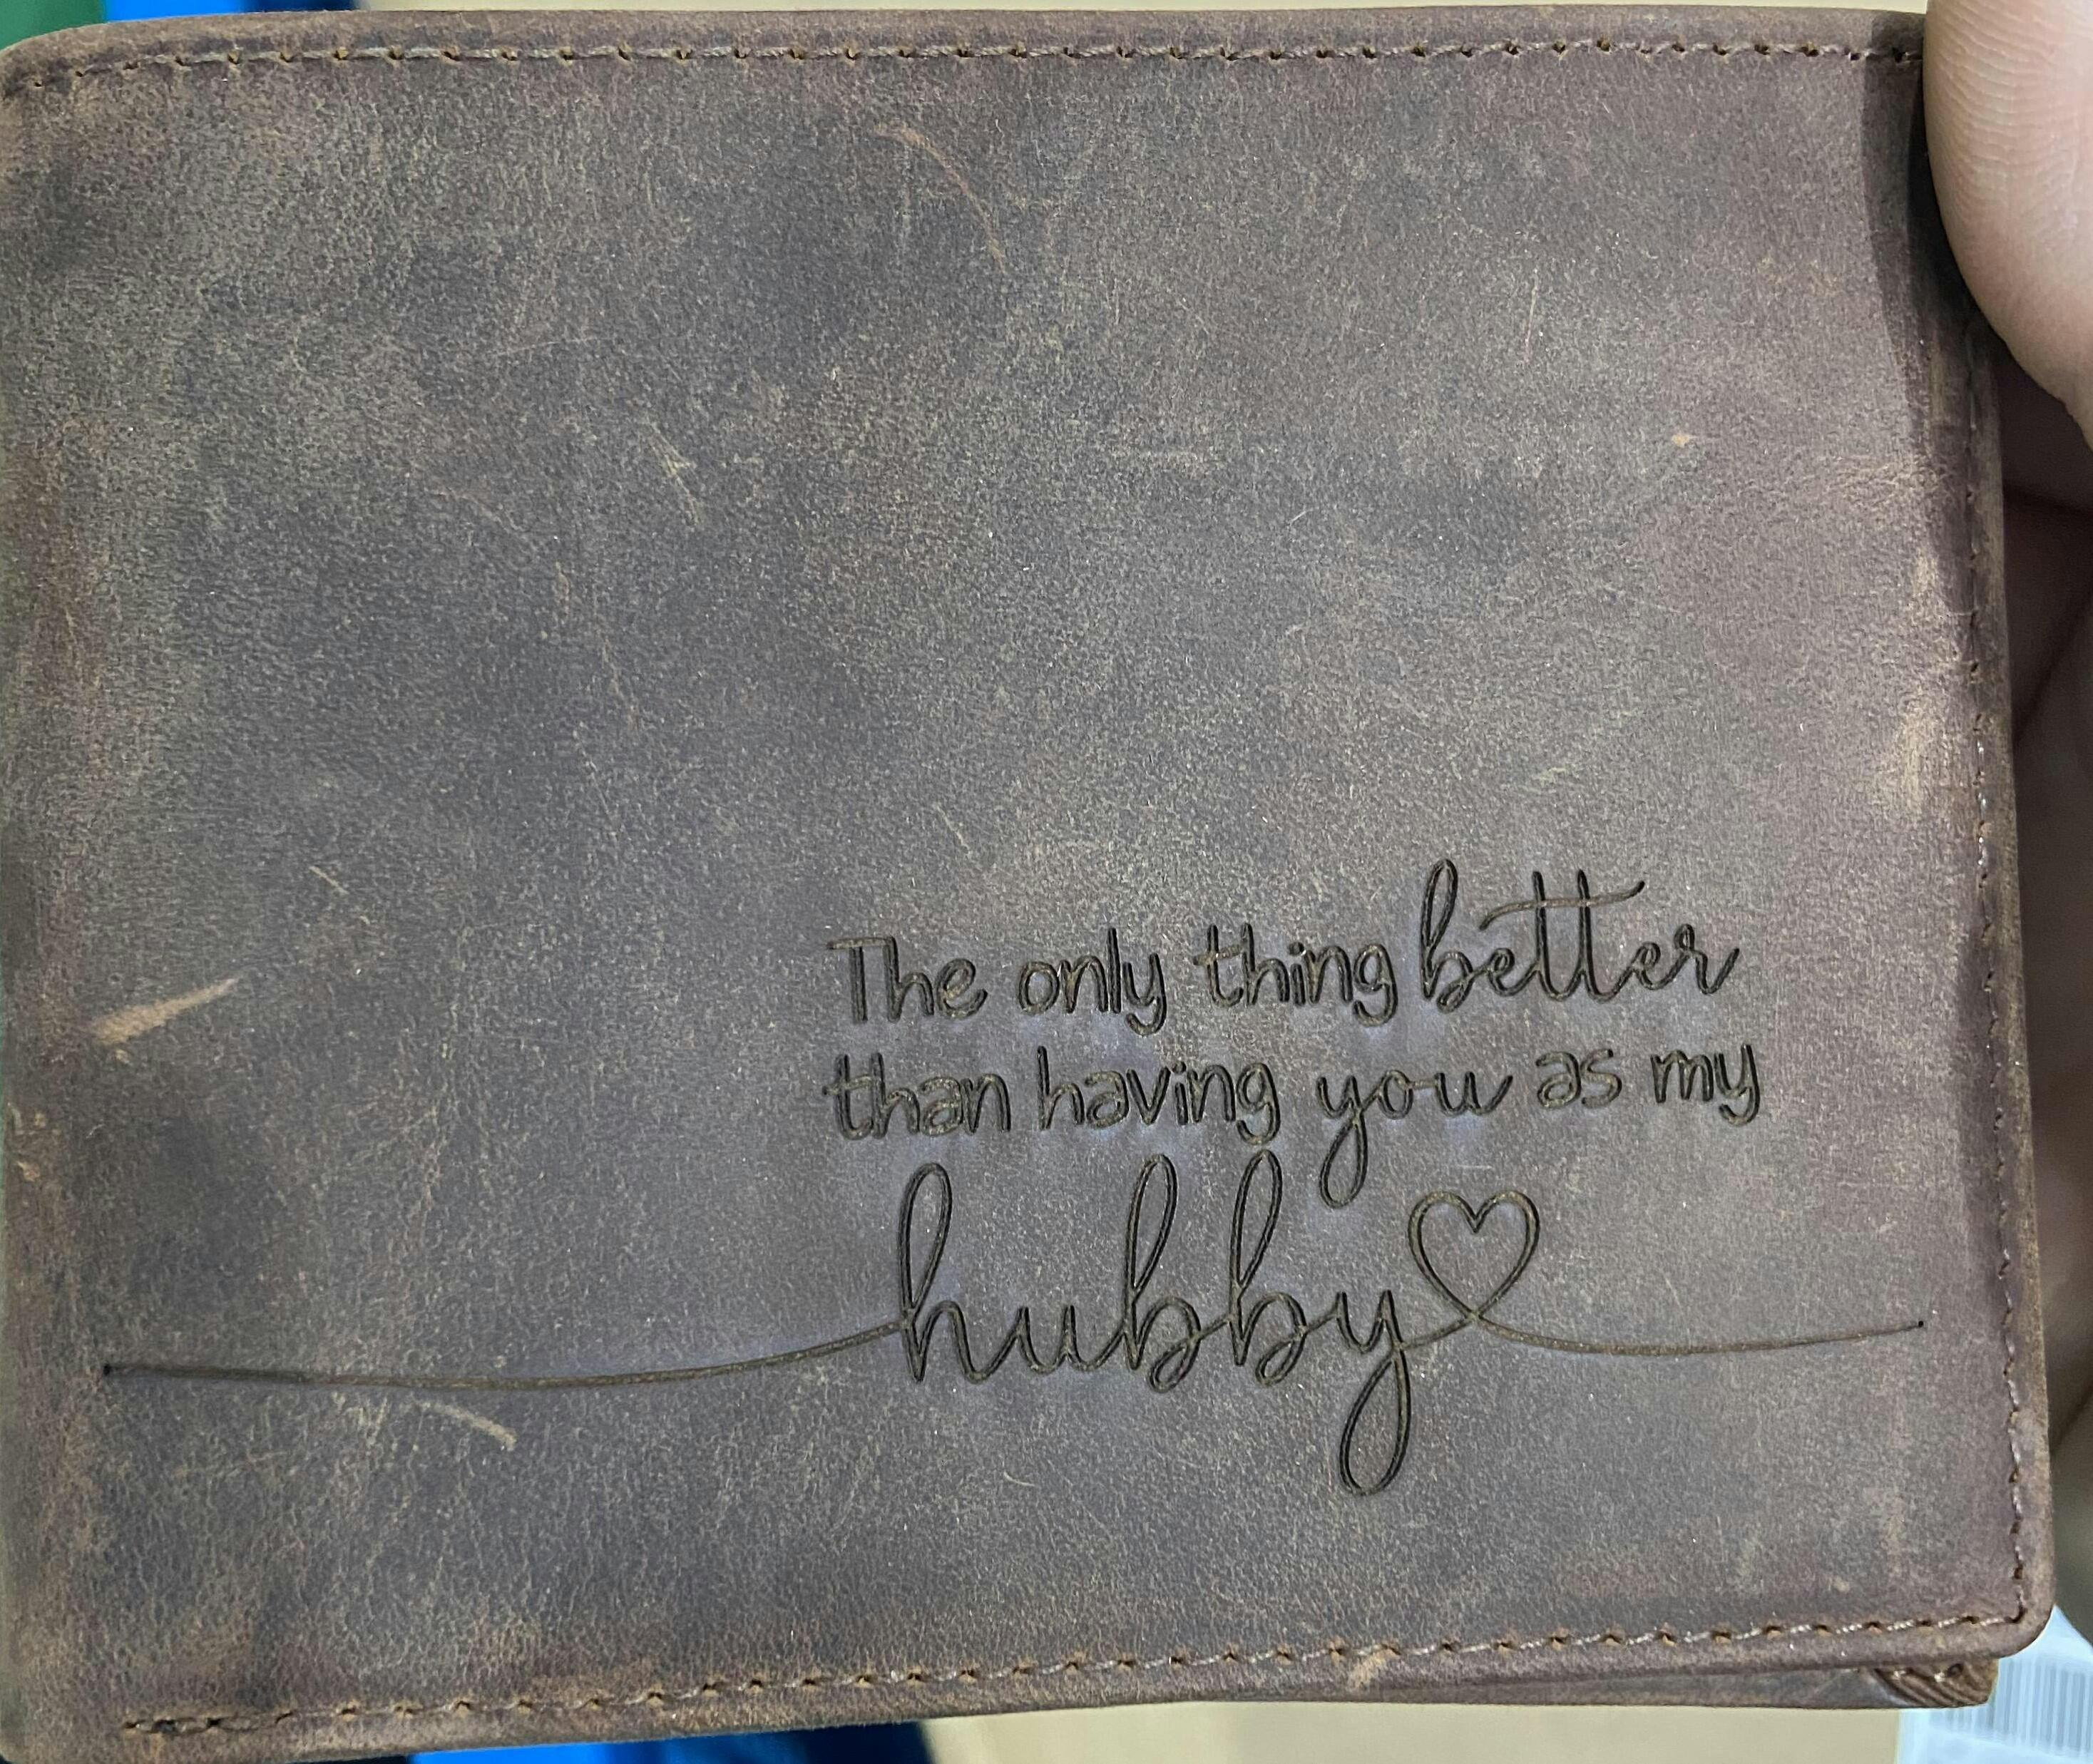 The only thing better
than having you as my
hubby